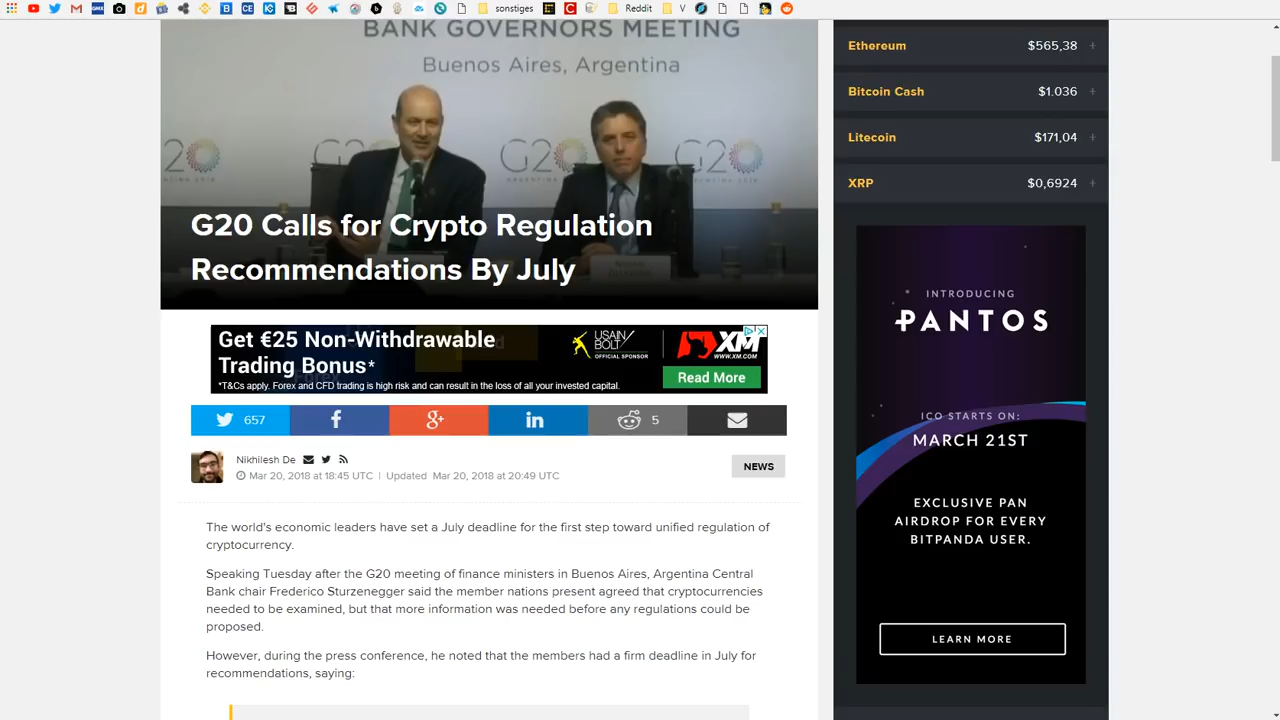 sonstiges
Reddit
V
BANK GOVERNORS MEETING
Buenos Aires, Argentina
G20
G20
G20
G20 Calls for Crypto Regulation
Recommendations By July
Get €25 Non-Withdrawable
Trading Bonus*
USAIN
BOLT
OFFICIAL SPONSOR
XM
WWW.XM.COM
Read More
*T&Cs apply. Forex and CFD trading is high risk and can result in the loss of all your invested capital.
657
5
Nikhilesh De
Mar 20, 2018 at 18:45 UTC | Updated Mar 20, 2018 at 20:49 UTC
NEWS
The world's economic leaders have set a July deadline for the first step toward unified regulation of
cryptocurrency.
Speaking Tuesday after the G20 meeting of finance ministers in Buenos Aires, Argentina Central
Bank chair Frederico Sturzenegger said the member nations present agreed that cryptocurrencies
needed to be examined, but that more information was needed before any regulations could be
proposed.
However, during the press conference, he noted that the members had a firm deadline in July for
recommendations, saying:
Ethereum $565,38 +
Bitcoin Cash $1.036 +
Litecoin $171,04 +
XRP $0,6924 +
INTRODUCING
PANTOS
ICO STARTS ON:
MARCH 21ST
EXCLUSIVE PAN
AIRDROP FOR EVERY
BITPANDA USER.
LEARN MORE